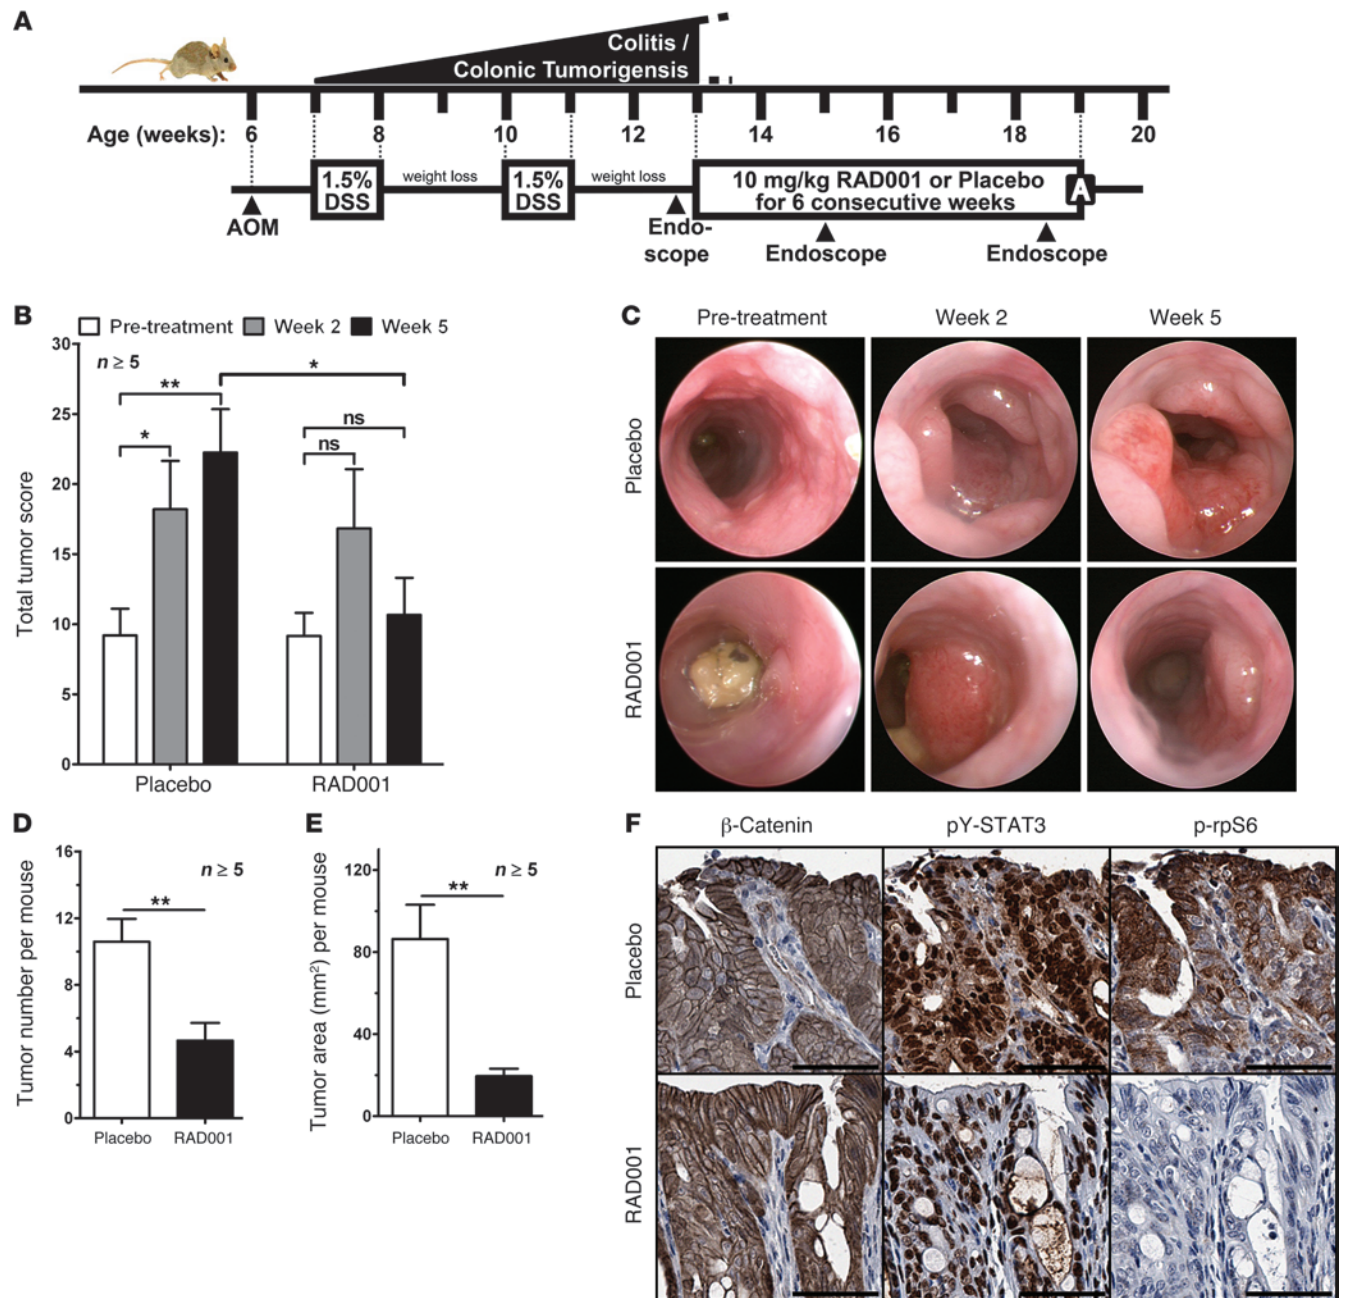 A
Colitis /
Colonic Tumorigensis
Age (weeks): 6 8 10 12 14 16 18 20
1.5%
DSS
weight loss
1.5%
DSS
weight loss
10 mg/kg RAD001 or Placebo
for 6 consecutive weeks
A
AOM
Endo-
scope
Endoscope
Endoscope
B
Pre-treatment Week 2 Week 5
n ≥ 5
** * * ns ns
Total tumor score
30
25
20
15
10
5
0
Placebo RAD001
C
Pre-treatment Week 2 Week 5
Placebo
RAD001
D
Tumor number per mouse
n ≥ 5
**
16
12
8
4
0
Placebo RAD001
E
Tumor area (mm²) per mouse
n ≥ 5
**
120
80
40
0
Placebo RAD001
F
β-Catenin pY-STAT3 p-rpS6
Placebo
RAD001